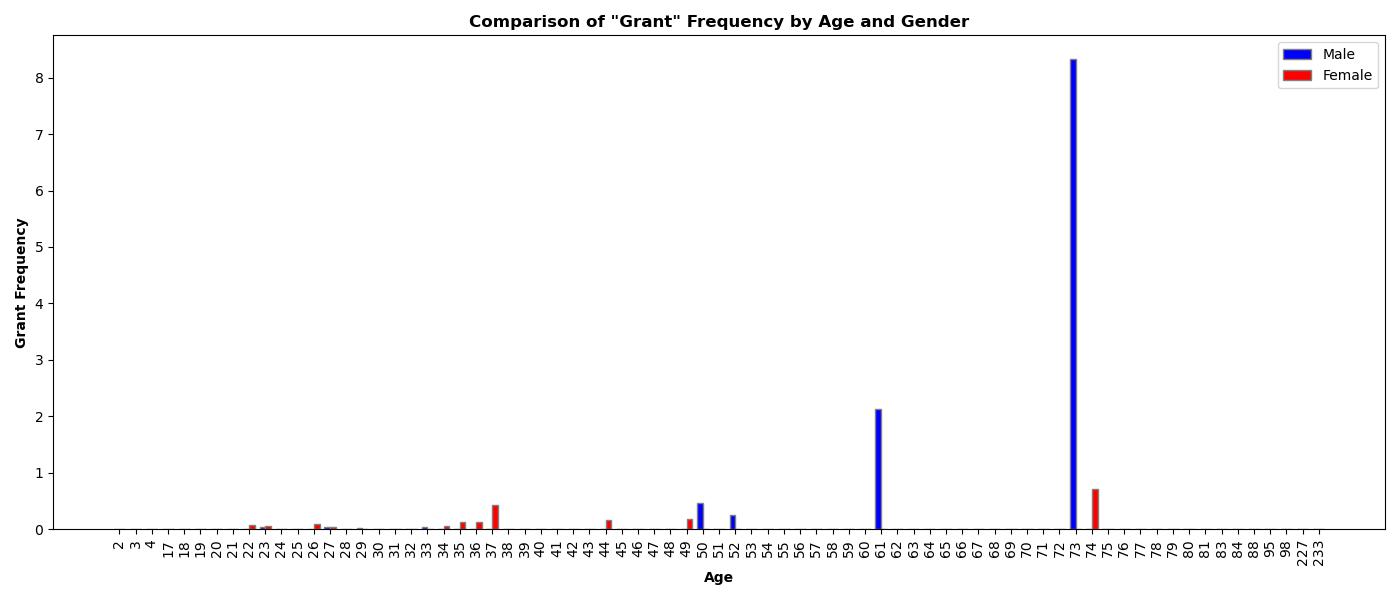 Comparison of "Grant" Frequency by Age and Gender
Male
Female
Grant Frequency
8
7
6
5
4
3
2
1
0
2 3 4 17 18 19 20 21 22 23 24 25 26 27 28 29 30 31 32 33 34 35 36 37 38 39 40 41 42 43 44 45 46 47 48 49 50 51 52 53 54 55 56 57 58 59 60 61 62 63 64 65 66 67 68 69 70 71 72 73 74 75 76 77 78 79 80 81 83 84 88 95 98 227 233
Age